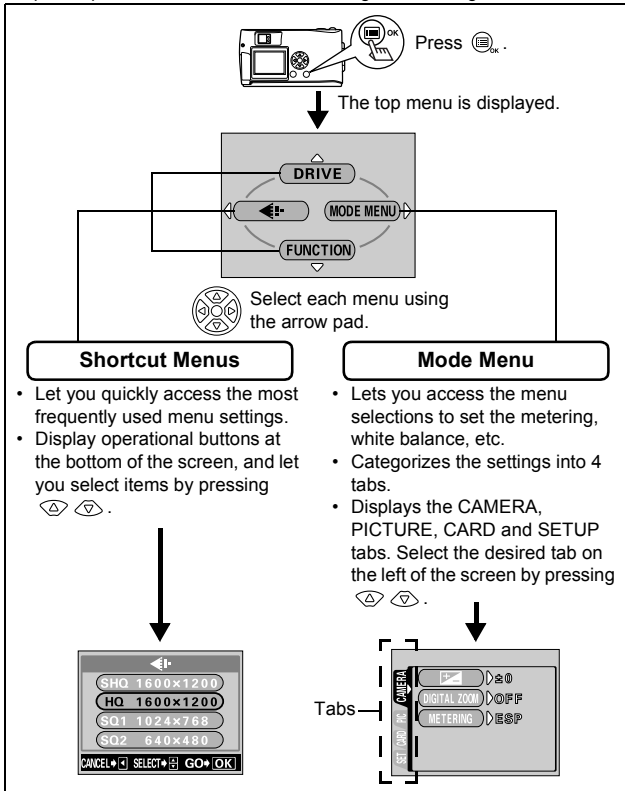 OK
Press OK .
The top menu is displayed.
DRIVE
MODE MENU
FUNCTION
Select each menu using
the arrow pad.
Shortcut Menus
• Let you quickly access the most
frequently used menu settings.
• Display operational buttons at
the bottom of the screen, and let
you select items by pressing
.
SHQ 1600×1200
HQ 1600×1200
SQ1 1024×768
SQ2 640×480
CANCEL SELECT GO OK
Mode Menu
• Lets you access the menu
selections to set the metering,
white balance, etc.
• Categorizes the settings into 4
tabs.
• Displays the CAMERA,
PICTURE, CARD and SETUP
tabs. Select the desired tab on
the left of the screen by pressing
.
Tabs
CAMERA
PIC
CARD
SET
±0
DIGITAL ZOOM OFF
METERING ESP